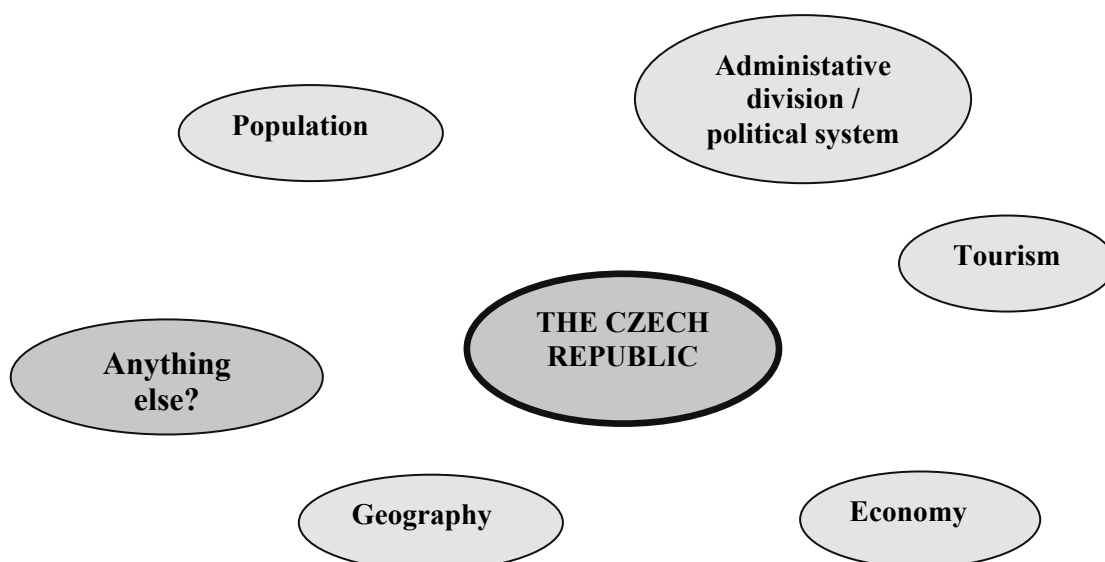 Administative
division /
political system
Population
Tourism
THE CZECH
REPUBLIC
Anything
else?
Geography
Economy